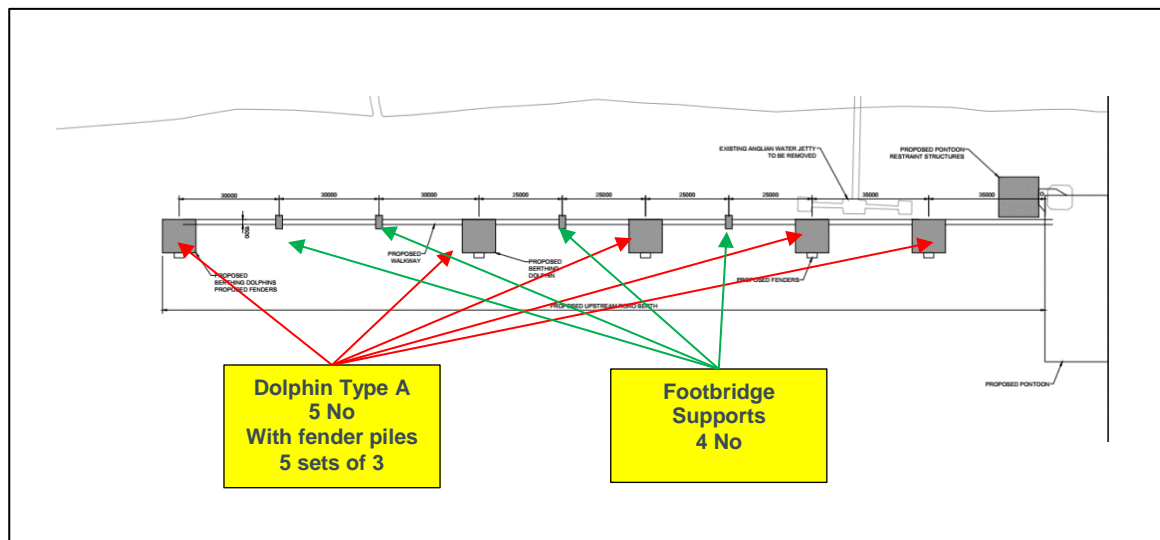 EXISTING ANGLIAN WATER JETTY
TO BE REMOVED
PROPOSED PONTOON
RESTRAINT STRUCTURES
30000
30000
30000
25000
25000
25000
25000
35000
35000
1500
PROPOSED
WALKWAY
PROPOSED
BERTHING
DOLPHIN
PROPOSED
BERTHING DOLPHINS
PROPOSED FENDERS
PROPOSED FENDERS
PROPOSED UPSTREAM BERTH
PROPOSED PONTOON
Dolphin Type A
5 No
With fender piles
5 sets of 3
Footbridge
Supports
4 No